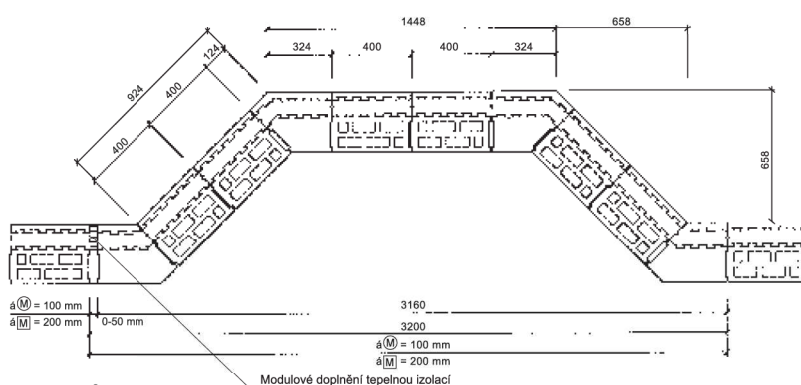 1448
658
324
400
400
324
924
124
400
400
658
3160
á Ⓜ = 100 mm
0-50 mm
á 🄼 = 200 mm
3200
á Ⓜ = 100 mm
á 🄼 = 200 mm
Modulové doplnění tepelnou izolací